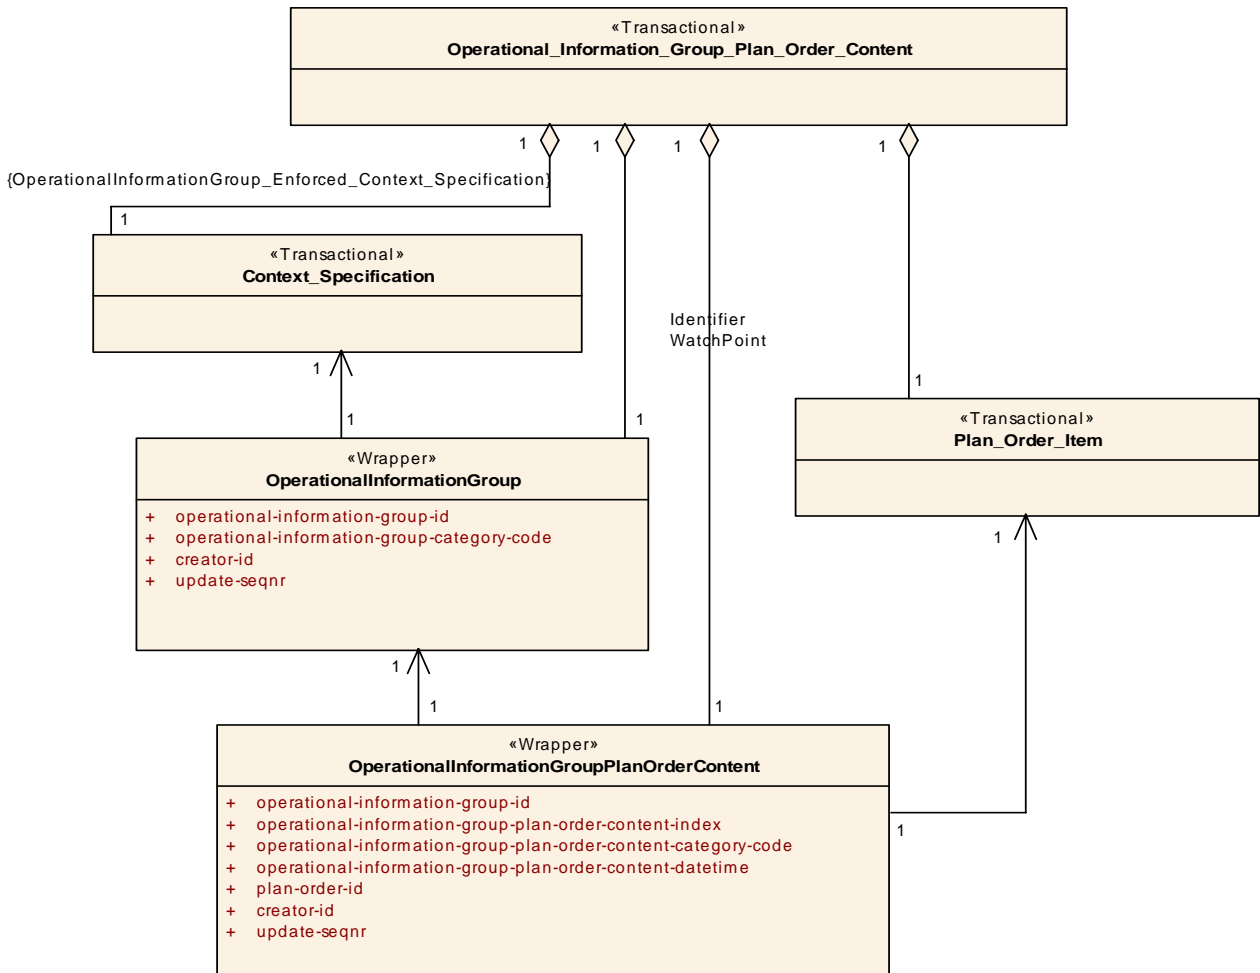 «Transactional»
Operational_Information_Group_Plan_Order_Content
1
1
1
1
{OperationalInformationGroup_Enforced_Context_Specification}
1
«Transactional»
Context_Specification
Identifier
WatchPoint
1
1
1
1
«Transactional»
Plan_Order_Item
«Wrapper»
OperationalInformationGroup
+ operational-information-group-id
+ operational-information-group-category-code
+ creator-id
+ update-seqnr
1
1
1
1
«Wrapper»
OperationalInformationGroupPlanOrderContent
+ operational-information-group-id
+ operational-information-group-plan-order-content-index
+ operational-information-group-plan-order-content-category-code
+ operational-information-group-plan-order-content-datetime
+ plan-order-id
+ creator-id
+ update-seqnr
1